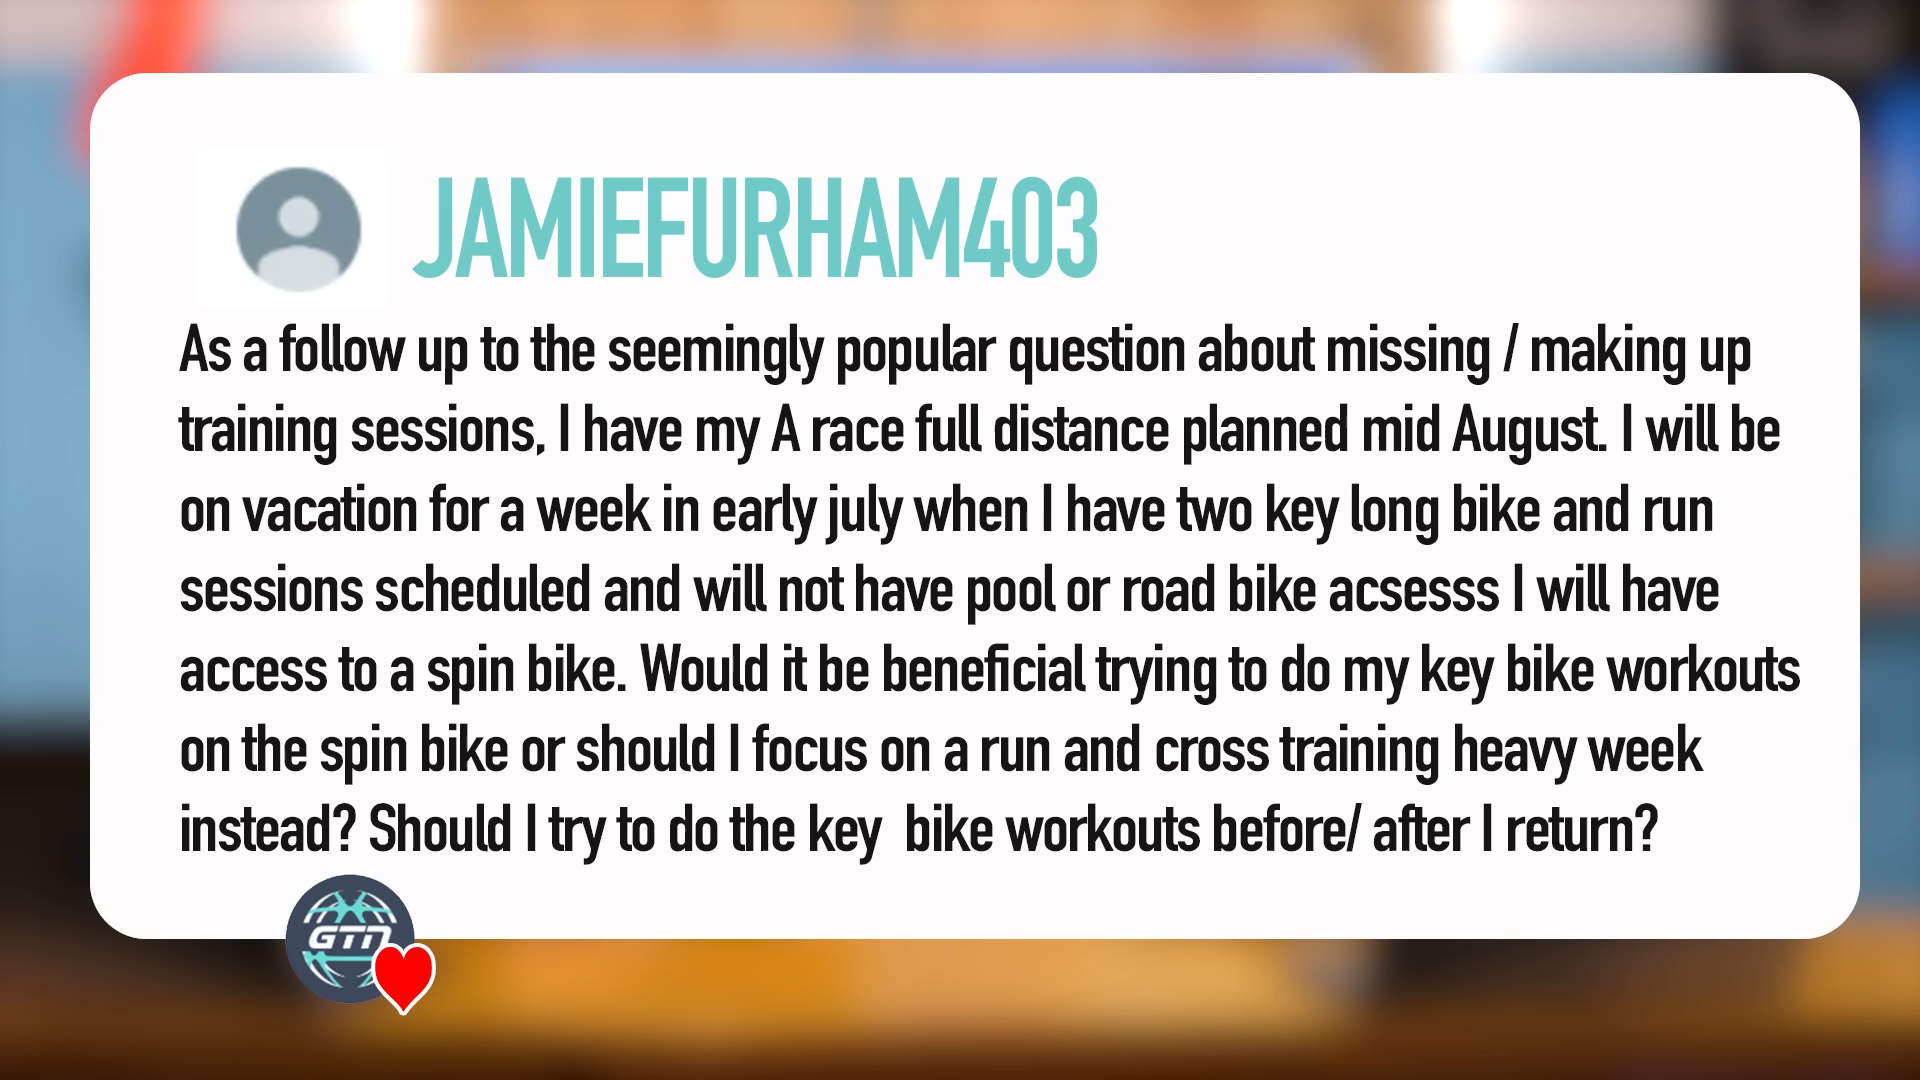 JAMIEFURHAM403
As a follow up to the seemingly popular question about missing / making up
training sessions, I have my A race full distance planned mid August. I will be
on vacation for a week in early july when I have two key long bike and run
sessions scheduled and will not have pool or road bike acsesss I will have
access to a spin bike. Would it be beneficial trying to do my key bike workouts
on the spin bike or should I focus on a run and cross training heavy week
instead? Should I try to do the key  bike workouts before/ after I return?
GTN